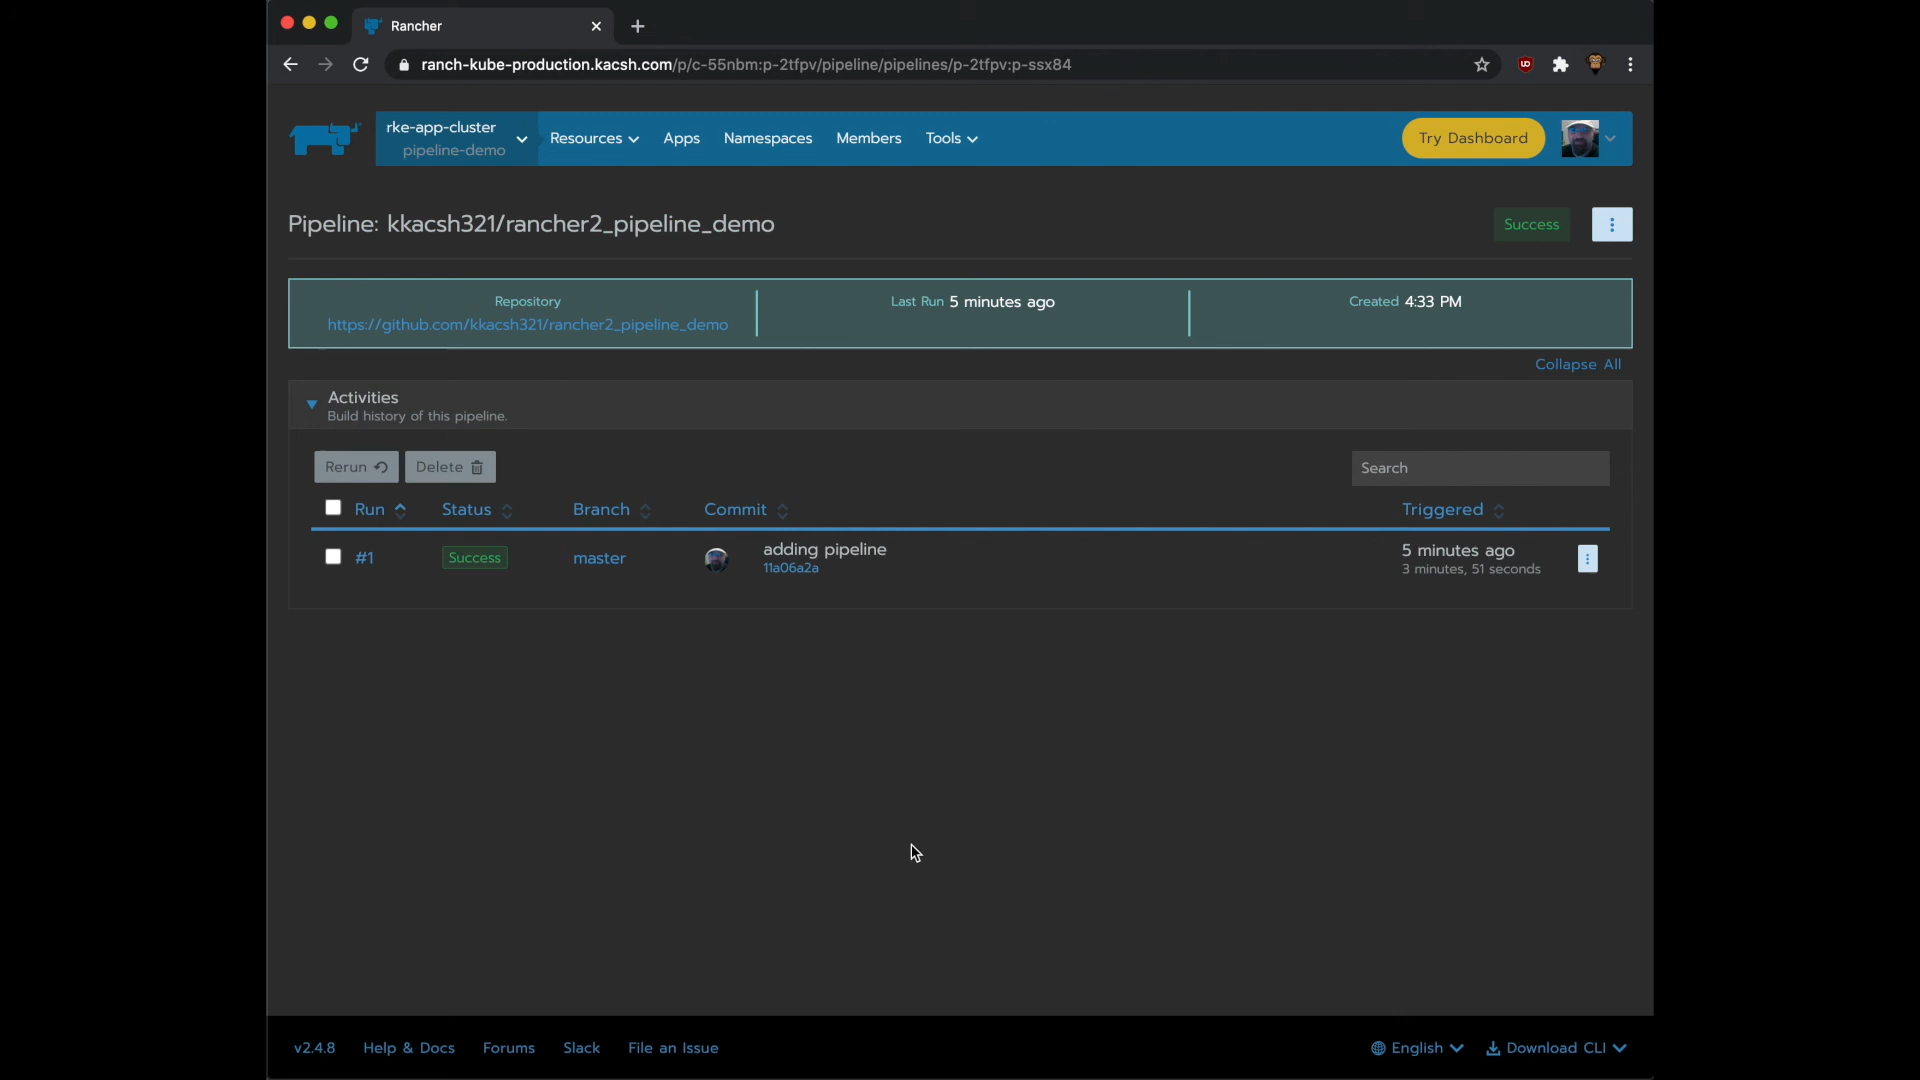 Rancher
ranch-kube-production.kacsh.com/p/c-55nbm:p-2tfpv/pipeline/pipelines/p-2tfpv:p-ssx84
rke-app-cluster
pipeline-demo
Resources
Apps
Namespaces
Members
Tools
Try Dashboard
Pipeline: kkacsh321/rancher2_pipeline_demo
Success
Repository
https://github.com/kkacsh321/rancher2_pipeline_demo
Last Run 5 minutes ago
Created 4:33 PM
Collapse All
Activities
Build history of this pipeline.
Rerun
Delete
Search
Run
Status
Branch
Commit
Triggered
#1
Success
master
adding pipeline
11a06a2a
5 minutes ago
3 minutes, 51 seconds
v2.4.8
Help & Docs
Forums
Slack
File an Issue
English
Download CLI